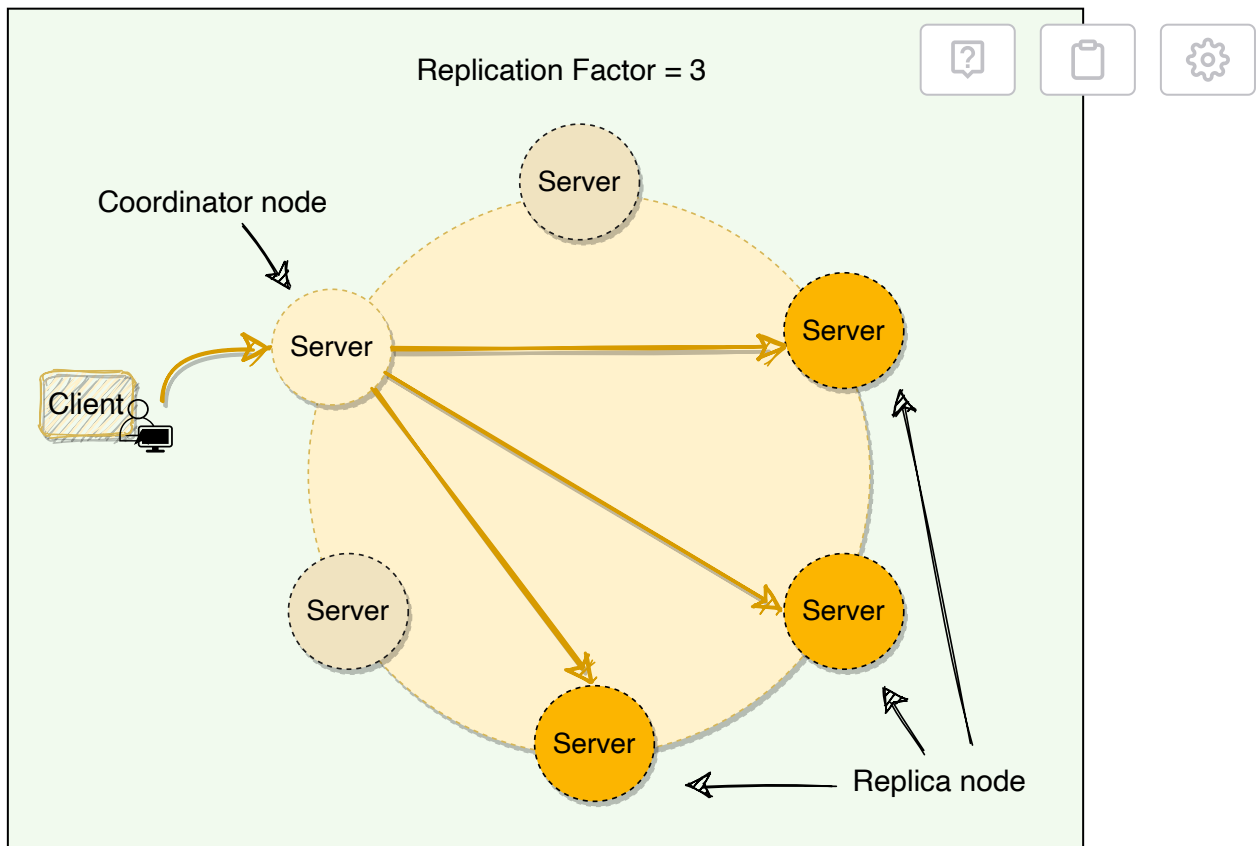 Replication Factor = 3
Server
Coordinator node
Server
Server
Client
Server
Server
Server
Replica node